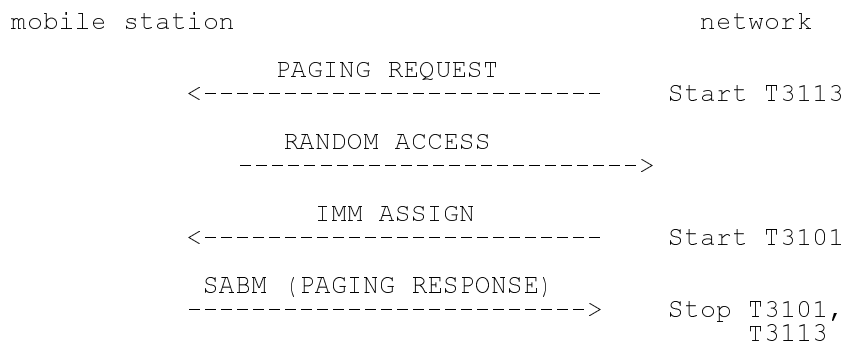 mobile station network
PAGING REQUEST
<------------------------- Start T3113
RANDOM ACCESS
------------------------->
IMM ASSIGN
<------------------------- Start T3101
SABM (PAGING RESPONSE)
-------------------------> Stop T3101,
T3113